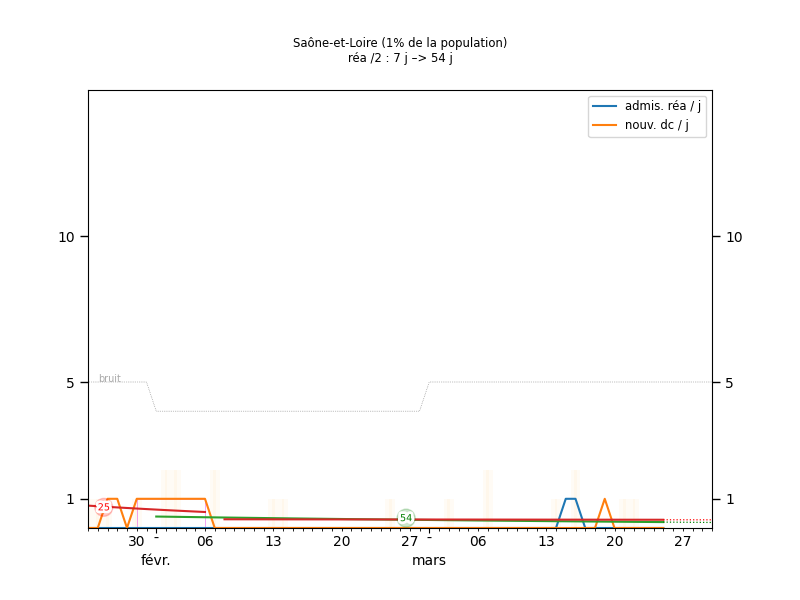 Saône-et-Loire (1% de la population)
réa /2 : 7 j –> 54 j
admis. réa / j
nouv. dc / j
10 10
bruit
5 5
25
54
1 1
30 - 06 13 20 27 - 06 13 20 27
févr. mars